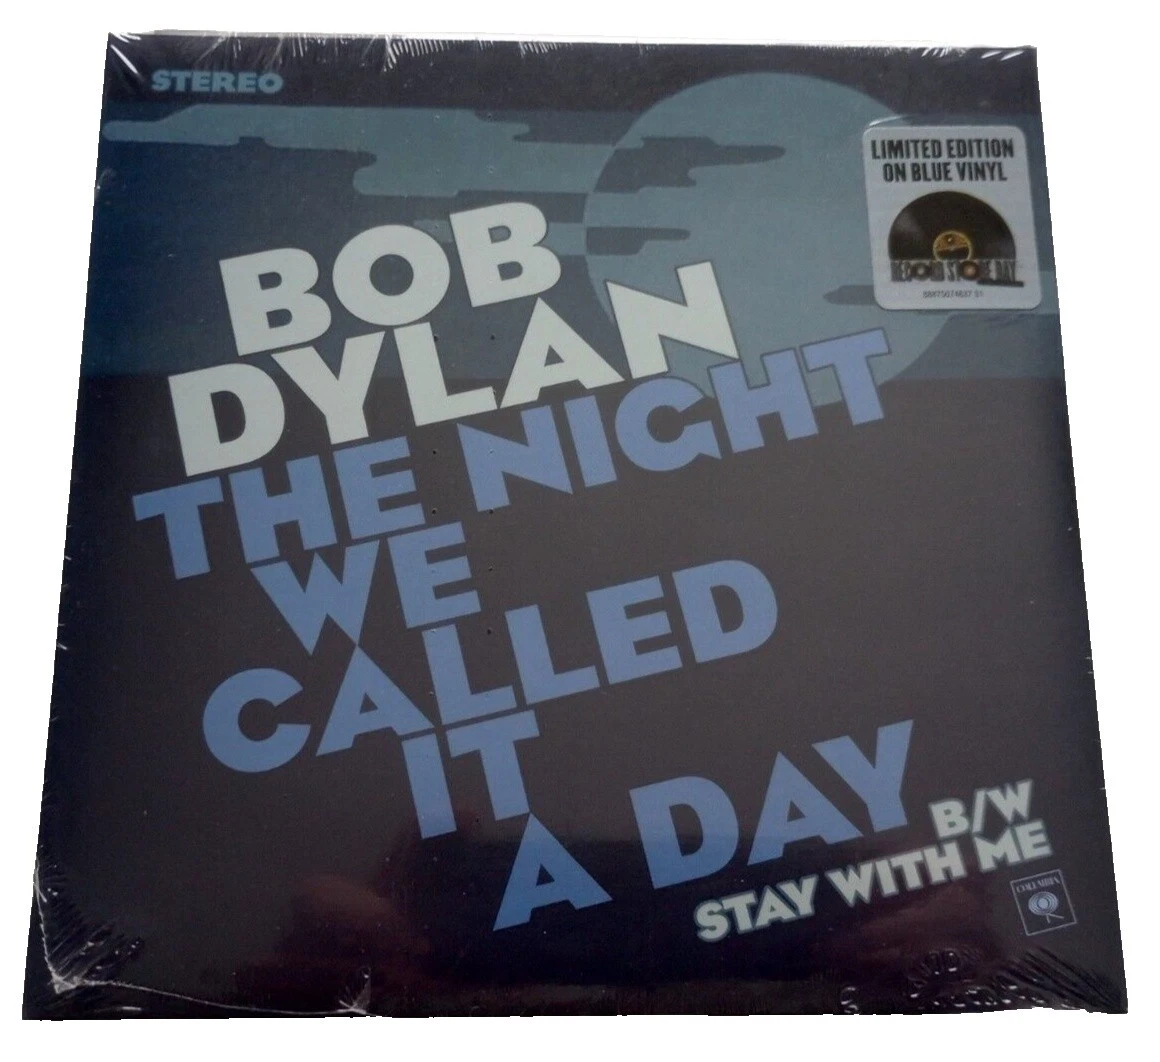 STEREO
LIMITED EDITION
ON BLUE VINYL
RECORD STORE DAY
BOB
DYLAN
THE NIGHT
WE
CALLED
IT
A DAY
B/W
STAY WITH ME
COLUMBIA